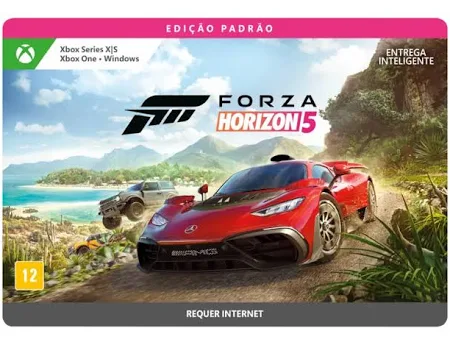 EDIÇÃO PADRÃO
Xbox Series X|S
Xbox One • Windows
ENTREGA
INTELIGENTE
FORZA
HORIZON 5
12
REQUER INTERNET